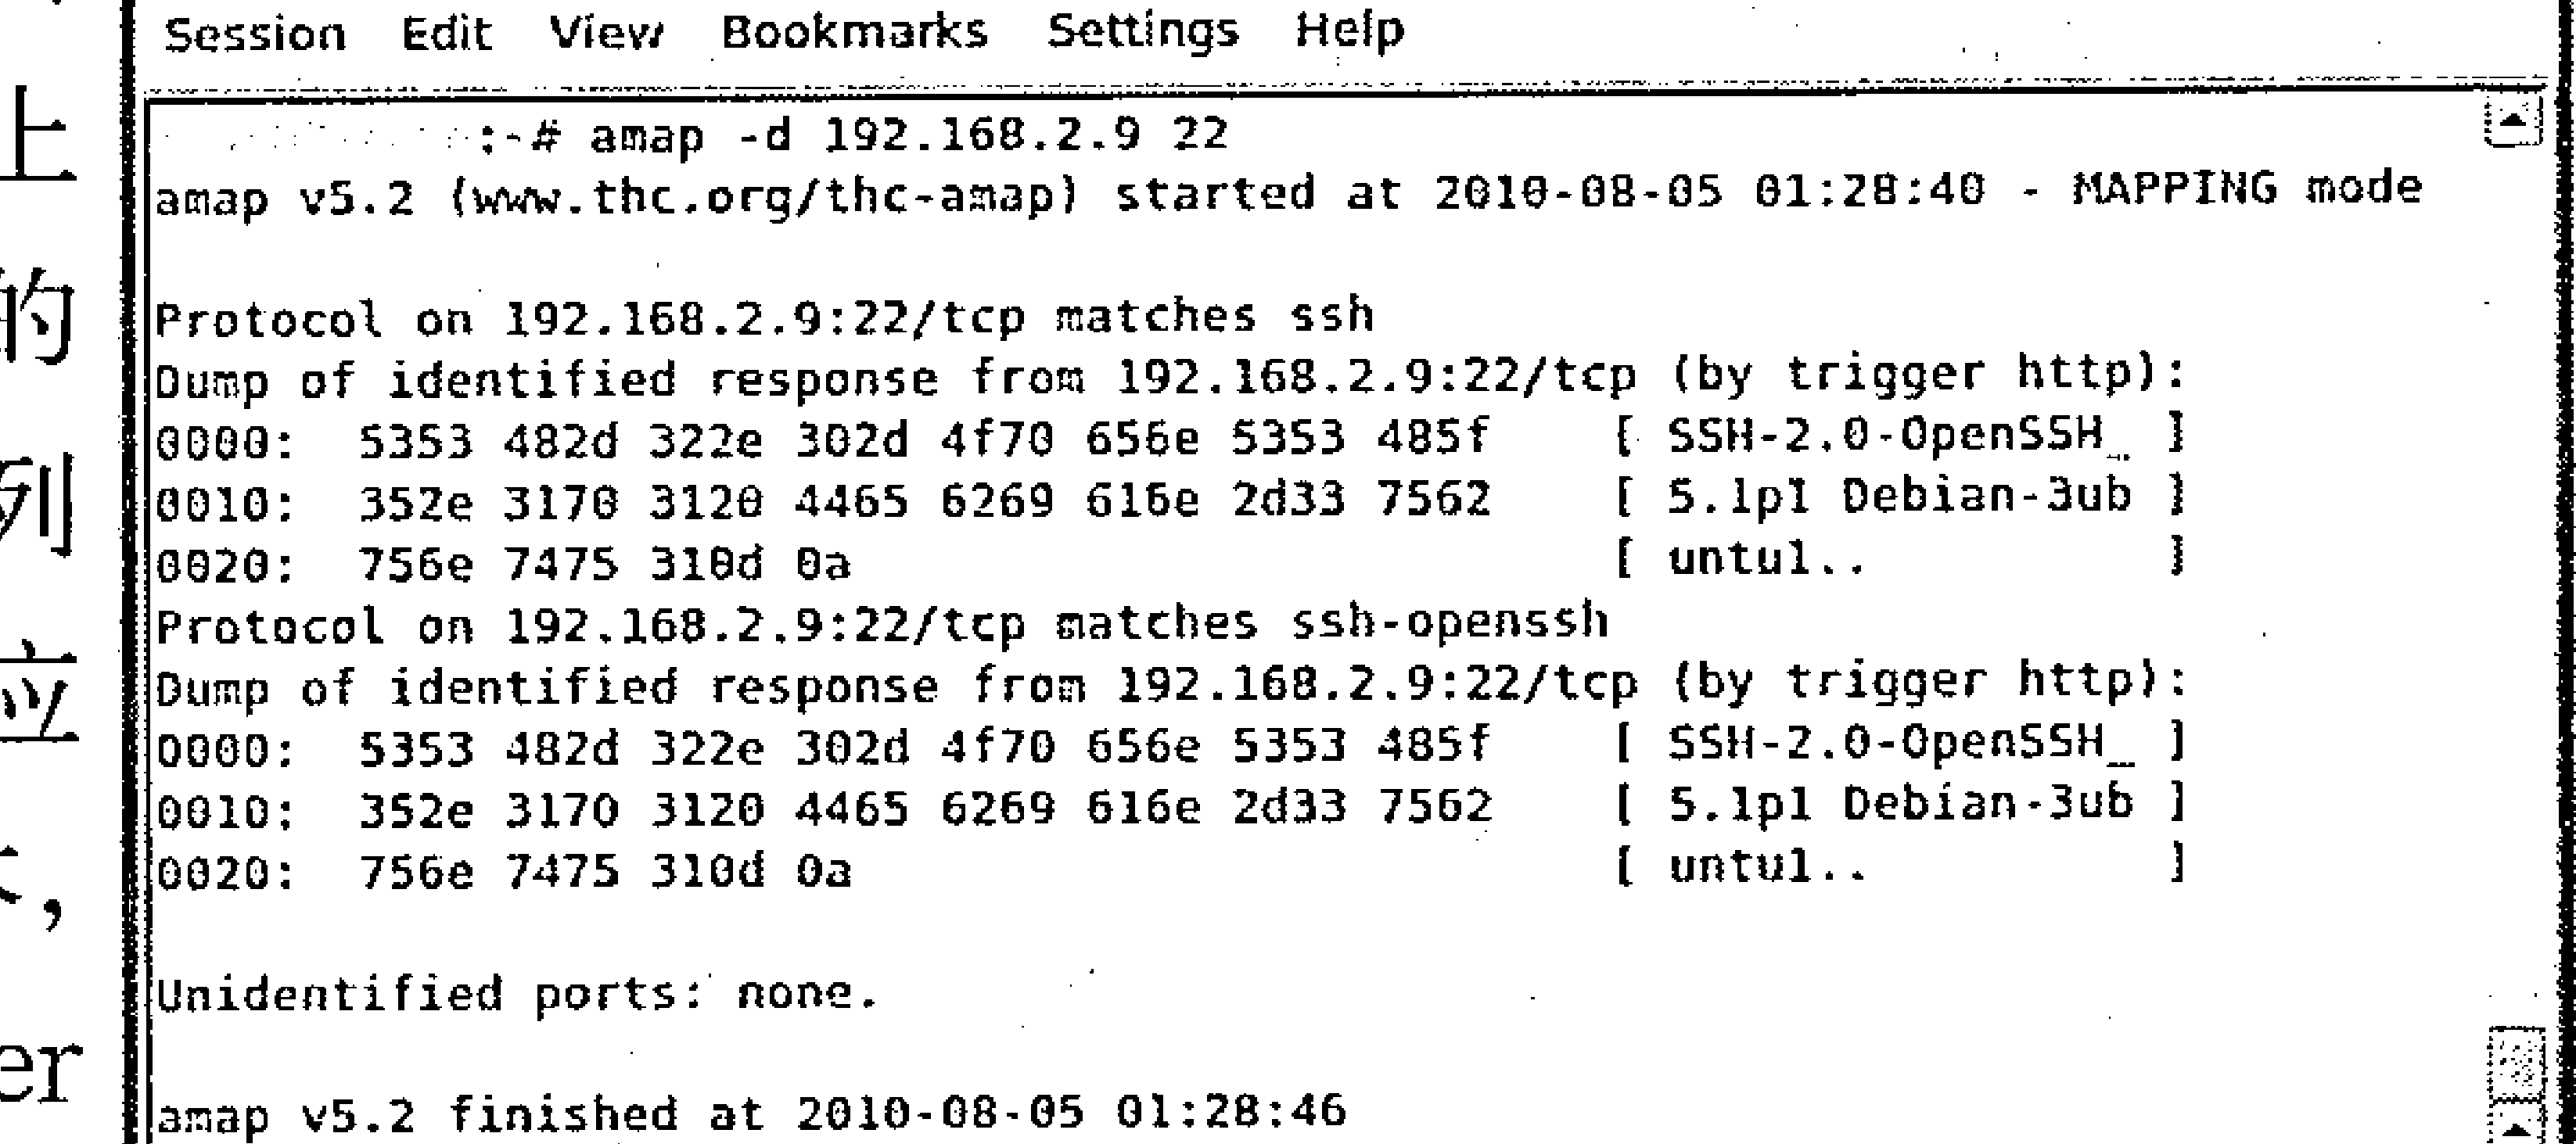 Session Edit View Bookmarks Settings Help
:~# amap -d 192.168.2.9 22
amap v5.2 (www.thc.org/thc-amap) started at 2010-08-05 01:28:40 - MAPPING mode
Protocol on 192.168.2.9:22/tcp matches ssh
Dump of identified response from 192.168.2.9:22/tcp (by trigger http):
0000: 5353 482d 322e 302d 4f70 656e 5353 485f [ SSH-2.0-OpenSSH_ ]
0010: 352e 3170 3120 4465 6269 616e 2d33 7562 [ 5.1p1 Debian-3ub ]
0020: 756e 7475 310d 0a [ untu1.. ]
Protocol on 192.168.2.9:22/tcp matches ssh-openssh
Dump of identified response from 192.168.2.9:22/tcp (by trigger http):
0000: 5353 482d 322e 302d 4f70 656e 5353 485f [ SSH-2.0-OpenSSH_ ]
0010: 352e 3170 3120 4465 6269 616e 2d33 7562 [ 5.1p1 Debian-3ub ]
0020: 756e 7475 310d 0a [ untu1.. ]
Unidentified ports: none.
amap v5.2 finished at 2010-08-05 01:28:46
上
的
列
er